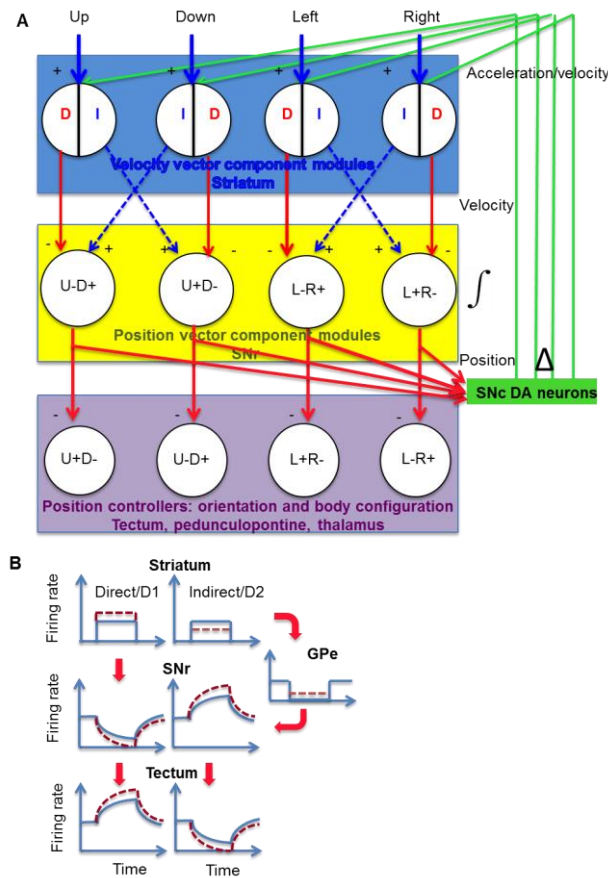 A
Up Down Left Right
Acceleration/velocity
+ + + +
D I I D D I I D
Velocity vector component modules
Striatum
Velocity
- + + - - + + -
U-D+ U+D- L-R+ L+R- ∫
Position vector component modules
SNr
Position
Δ
SNc DA neurons
- - - -
U+D- U-D+ L+R- L-R+
Position controllers: orientation and body configuration
Tectum, pedunculopontine, thalamus
B
Striatum
Firing rate
Direct/D1 Indirect/D2
GPe
SNr
Firing rate
Tectum
Firing rate
Time Time